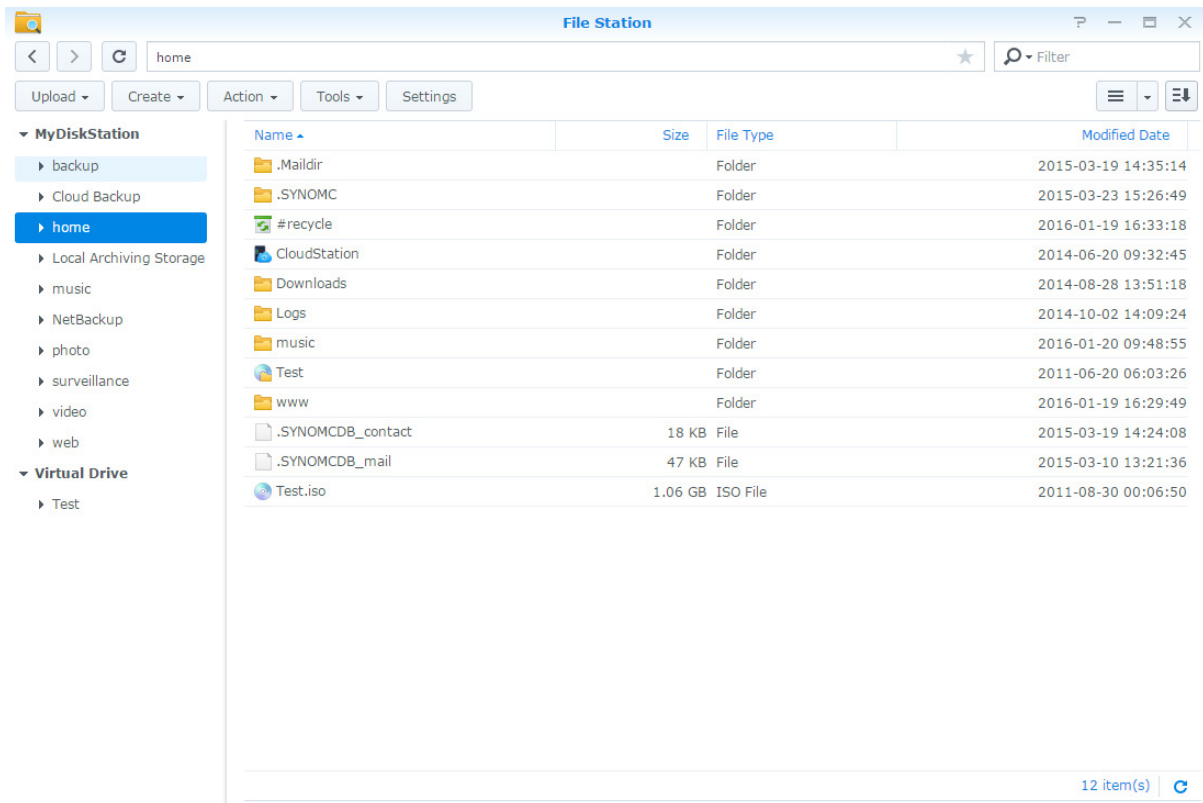 File Station
home
Filter
Upload Create Action Tools Settings
MyDiskStation
backup
Cloud Backup
home
Local Archiving Storage
music
NetBackup
photo
surveillance
video
web
Virtual Drive
Test
Name Size File Type Modified Date
.Maildir Folder 2015-03-19 14:35:14
.SYNOMC Folder 2015-03-23 15:26:49
#recycle Folder 2016-01-19 16:33:18
CloudStation Folder 2014-06-20 09:32:45
Downloads Folder 2014-08-28 13:51:18
Logs Folder 2014-10-02 14:09:24
music Folder 2016-01-20 09:48:55
Test Folder 2011-06-20 06:03:26
www Folder 2016-01-19 16:29:49
.SYNOMCDB_contact 18 KB File 2015-03-19 14:24:08
.SYNOMCDB_mail 47 KB File 2015-03-10 13:21:36
Test.iso 1.06 GB ISO File 2011-08-30 00:06:50
12 item(s)